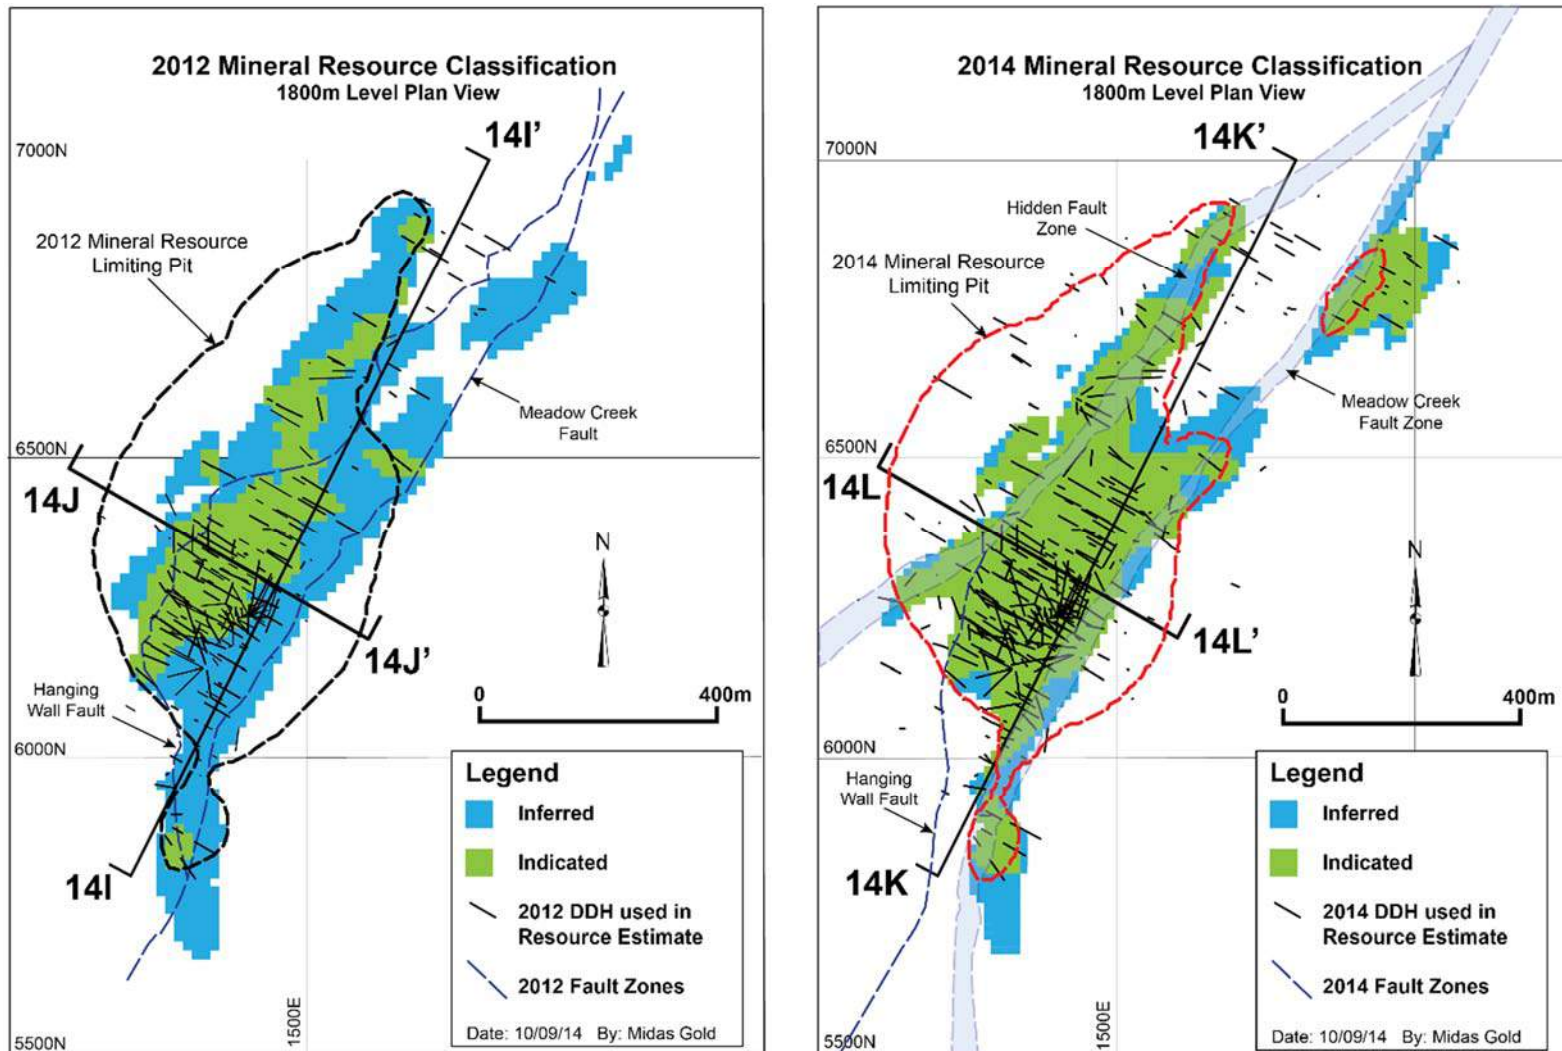 2012 Mineral Resource Classification
1800m Level Plan View
14I'
7000N
2012 Mineral Resource
Limiting Pit
Meadow Creek
Fault
6500N
14J
14J'
N
Hanging
Wall Fault
0 400m
6000N
14I
Legend
Inferred
Indicated
2012 DDH used in
Resource Estimate
2012 Fault Zones
Date: 10/09/14 By: Midas Gold
1500E
5500N
2014 Mineral Resource Classification
1800m Level Plan View
14K'
7000N
Hidden Fault
Zone
2014 Mineral Resource
Limiting Pit
Meadow Creek
Fault Zone
6500N
14L
14L'
N
0 400m
6000N
Hanging
Wall Fault
14K
Legend
Inferred
Indicated
2014 DDH used in
Resource Estimate
2014 Fault Zones
Date: 10/09/14 By: Midas Gold
1500E
5500N